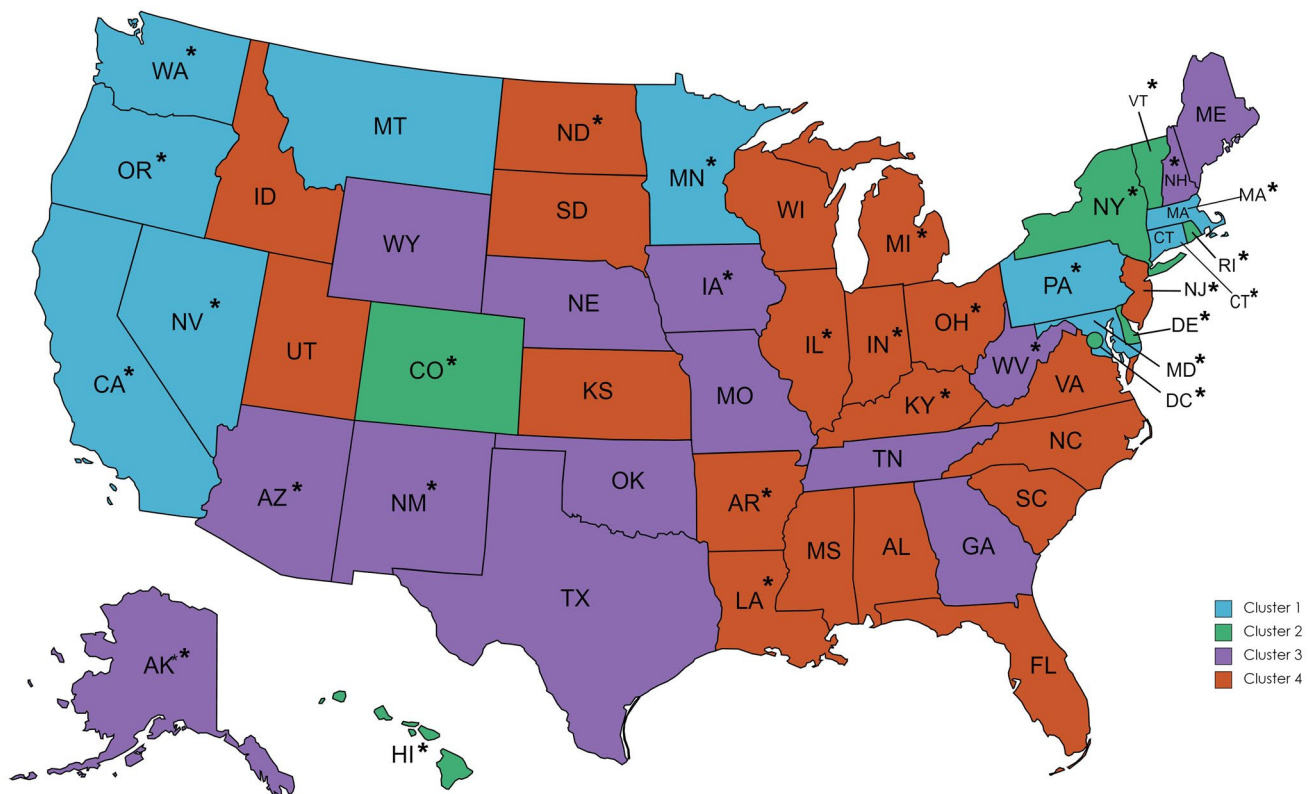 WA*
MT
ND*
MN*
OR*
ID
SD
WI
MI*
VT*
ME
NH*
NY*
MA*
MA
CT
RI*
CT*
WY
IA*
PA*
NJ*
NV*
NE
IL*
IN*
OH*
DE*
UT
CO*
CA*
KS
MO
KY*
WV*
VA
MD*
DC*
AZ*
NM*
OK
AR*
TN
NC
SC
TX
LA*
MS
AL
GA
FL
AK**
HI*
Cluster 1
Cluster 2
Cluster 3
Cluster 4